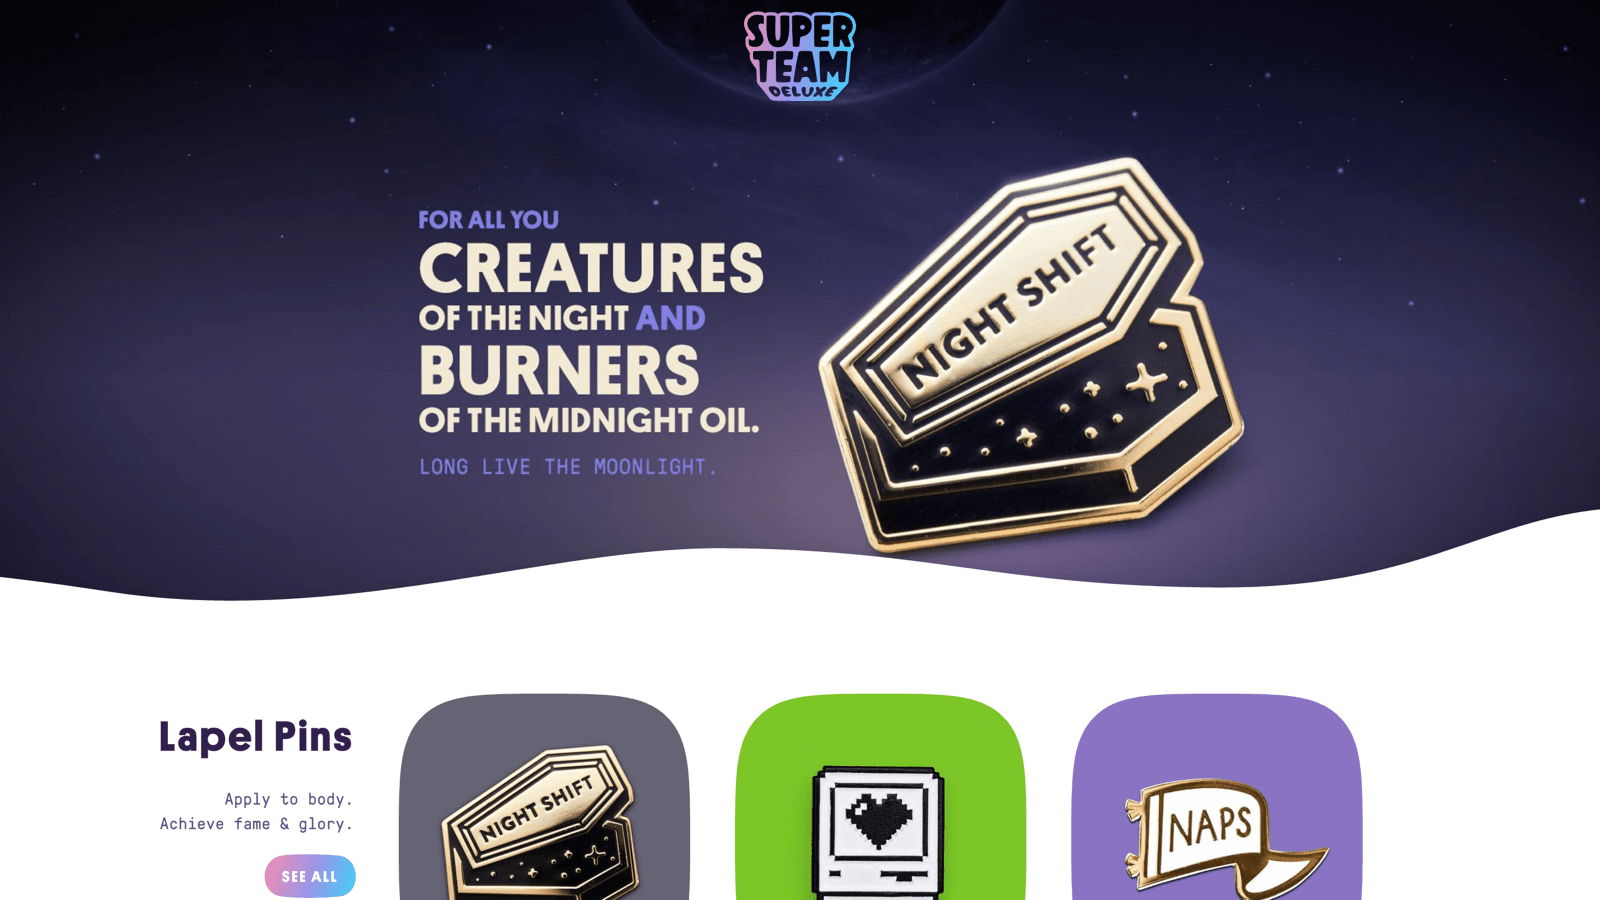 SUPER
TEAM
DELUXE
FOR ALL YOU
CREATURES
OF THE NIGHT AND
BURNERS
OF THE MIDNIGHT OIL.
LONG LIVE THE MOONLIGHT.
NIGHT SHIFT
Lapel Pins
Apply to body.
Achieve fame & glory.
SEE ALL
NIGHT SHIFT
NAPS